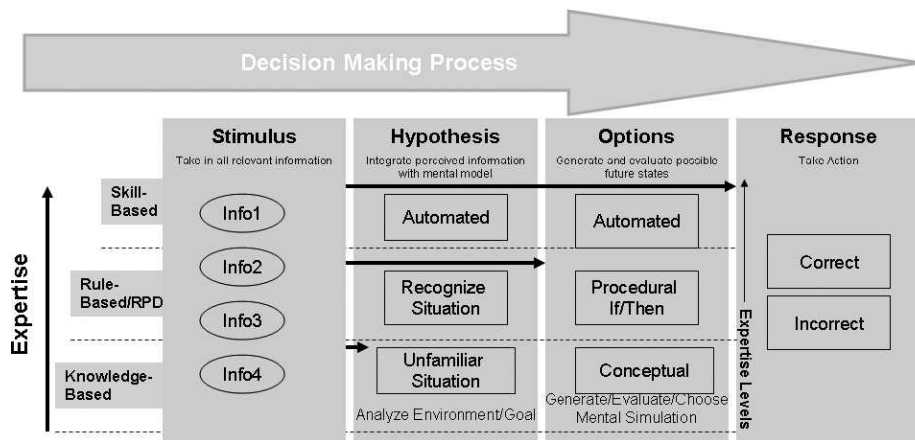 Decision Making Process
Stimulus
Take in all relevant information
Hypothesis
Integrate perceived information
with mental model
Options
Generate and evaluate possible
future states
Response
Take Action
Expertise
Skill-
Based
Rule-
Based/RPD
Knowledge-
Based
Info1
Info2
Info3
Info4
Automated
Recognize
Situation
Unfamiliar
Situation
Analyze Environment/Goal
Automated
Procedural
If/Then
Conceptual
Generate/Evaluate/Choose
Mental Simulation
Expertise Levels
Correct
Incorrect